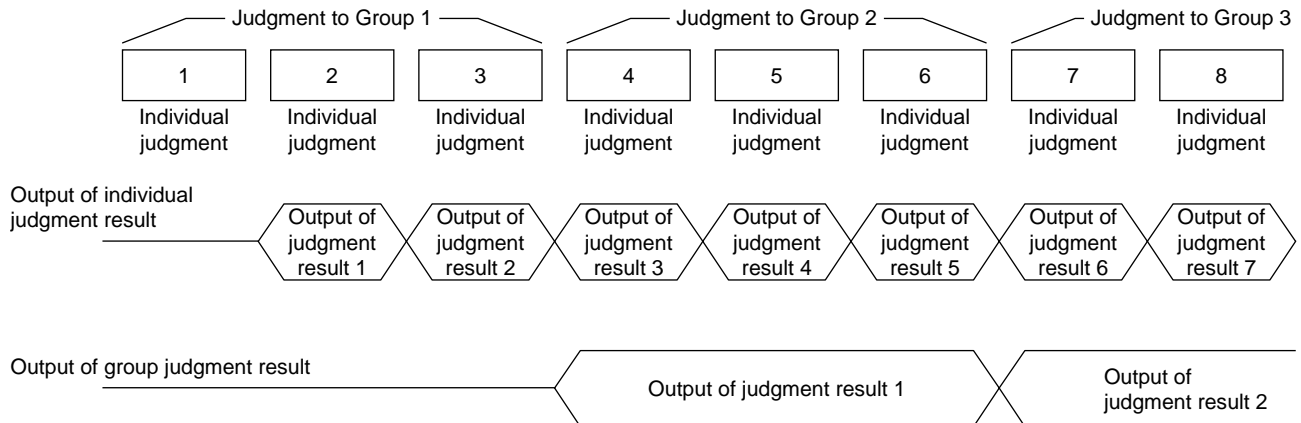 Judgment to Group 1
Judgment to Group 2
Judgment to Group 3
1
2
3
4
5
6
7
8
Individual
judgment
Individual
judgment
Individual
judgment
Individual
judgment
Individual
judgment
Individual
judgment
Individual
judgment
Individual
judgment
Output of individual
judgment result
Output of
judgment
result 1
Output of
judgment
result 2
Output of
judgment
result 3
Output of
judgment
result 4
Output of
judgment
result 5
Output of
judgment
result 6
Output of
judgment
result 7
Output of group judgment result
Output of judgment result 1
Output of
judgment result 2